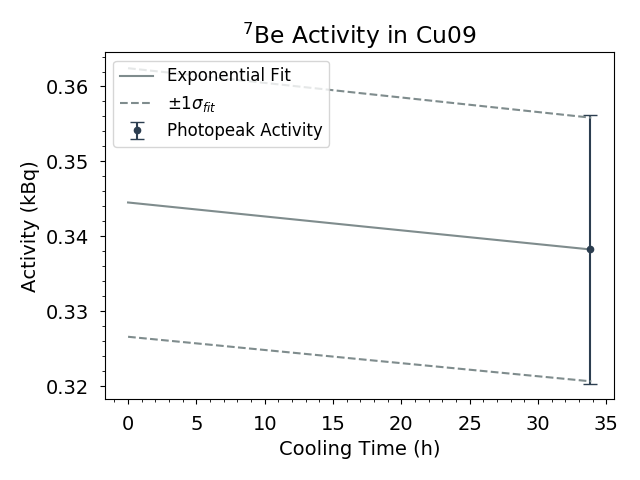 ⁷Be Activity in Cu09
Exponential Fit
±1σ_fit
Photopeak Activity
Activity (kBq)
0.36
0.35
0.34
0.33
0.32
0 5 10 15 20 25 30 35
Cooling Time (h)